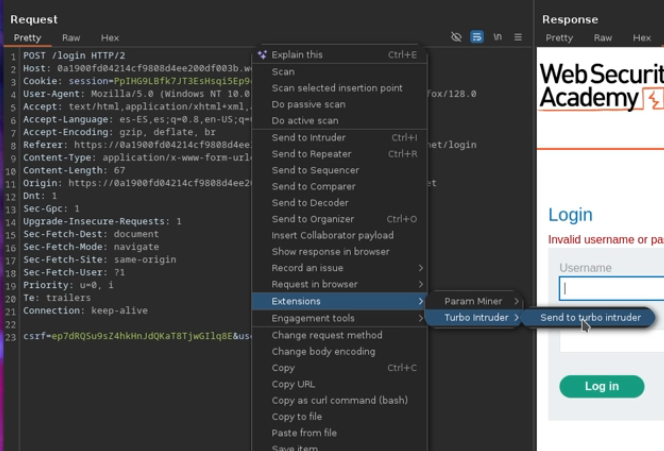 Request
Response
Pretty Raw Hex
Pretty Raw Hex
1 POST /login HTTP/2
2 Host: 0a1900fd04214cf9808d4ee200df003b.w
3 Cookie: session=PpIHG9LBfk7JT3EsHsqi5Ep9
4 User-Agent: Mozilla/5.0 (Windows NT 10.0 fox/128.0
5 Accept: text/html,application/xhtml+xml,
6 Accept-Language: es-ES,es;q=0.8,en-US;q=
7 Accept-Encoding: gzip, deflate, br
8 Referer: https://0a1900fd04214cf9808d4ee net/login
9 Content-Type: application/x-www-form-urle
10 Content-Length: 67
11 Origin: https://0a1900fd04214cf9808d4ee2 et
12 Dnt: 1
13 Sec-Gpc: 1
14 Upgrade-Insecure-Requests: 1
15 Sec-Fetch-Dest: document
16 Sec-Fetch-Mode: navigate
17 Sec-Fetch-Site: same-origin
18 Sec-Fetch-User: ?1
19 Priority: u=0, i
20 Te: trailers
21 Connection: keep-alive
22
23 csrf=ep7dRQSu9sZ4hkHnJdQKaT8TjwGIlq8E&use
Explain this Ctrl+E
Scan
Scan selected insertion point
Do passive scan
Do active scan
Send to Intruder Ctrl+I
Send to Repeater Ctrl+R
Send to Sequencer
Send to Comparer
Send to Decoder
Send to Organizer Ctrl+O
Insert Collaborator payload
Show response in browser
Record an issue
Request in browser
Extensions
Engagement tools
Change request method
Change body encoding
Copy Ctrl+C
Copy URL
Copy as curl command (bash)
Copy to file
Paste from file
Save item
Param Miner
Turbo Intruder
Send to turbo intruder
Web Securit
Academy
Login
Invalid username or pa
Username
Log in